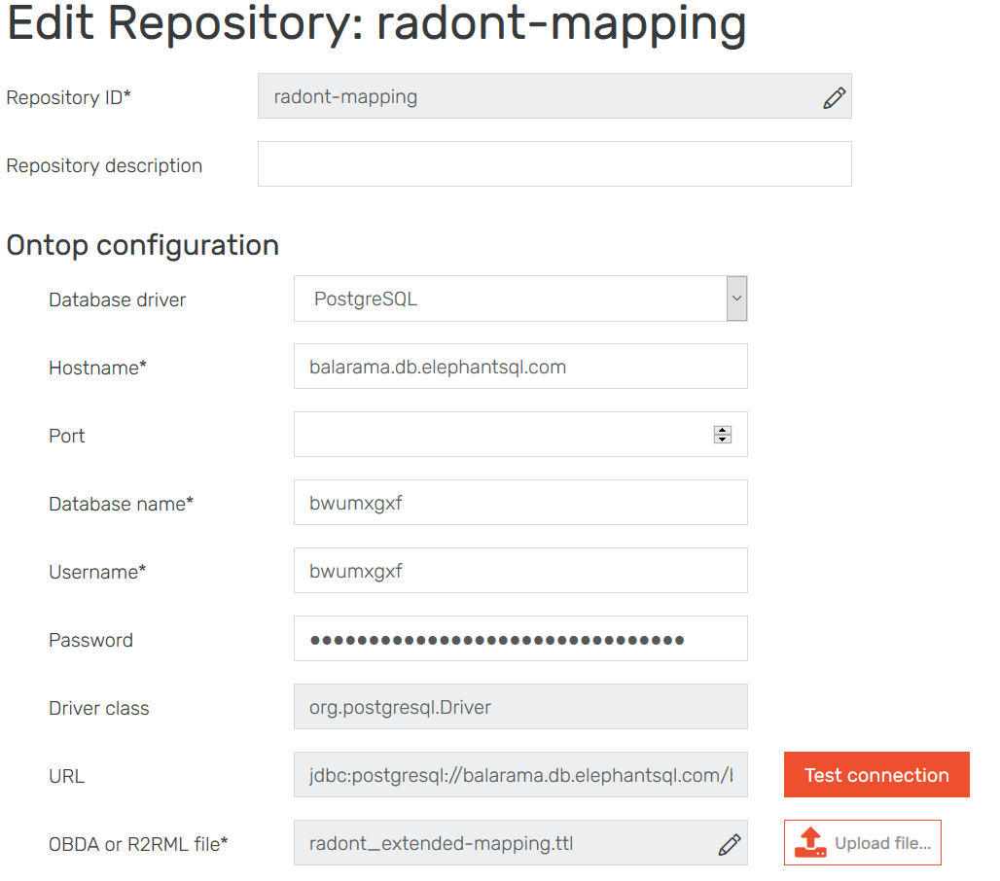 Edit Repository: radont-mapping
Repository ID* radont-mapping
Repository description
Ontop configuration
Database driver PostgreSQL
Hostname* balarama.db.elephantsql.com
Port
Database name* bwumxgxf
Username* bwumxgxf
Password ●●●●●●●●●●●●●●●●●●●●●●●●●●●●●●●●
Driver class org.postgresql.Driver
URL jdbc:postgresql://balarama.db.elephantsql.com/ Test connection
OBDA or R2RML file* radont_extended-mapping.ttl Upload file...